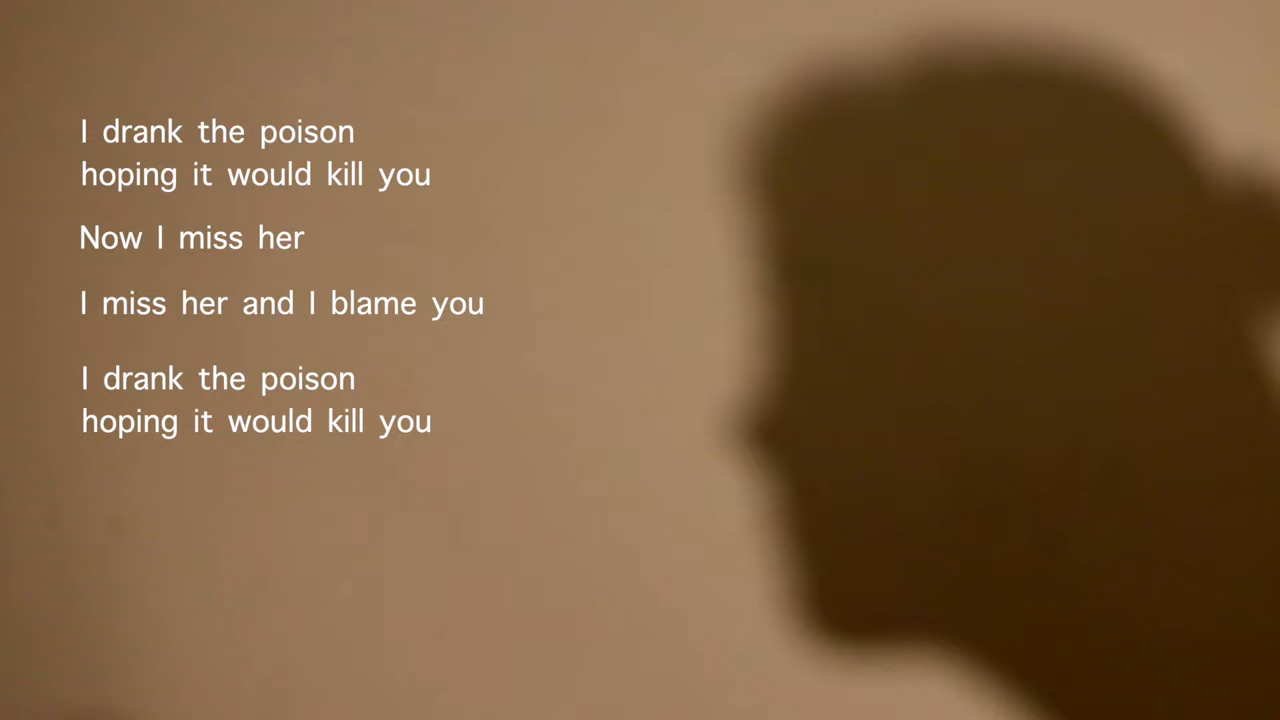 I drank the poison
hoping it would kill you
Now I miss her
I miss her and I blame you
I drank the poison
hoping it would kill you